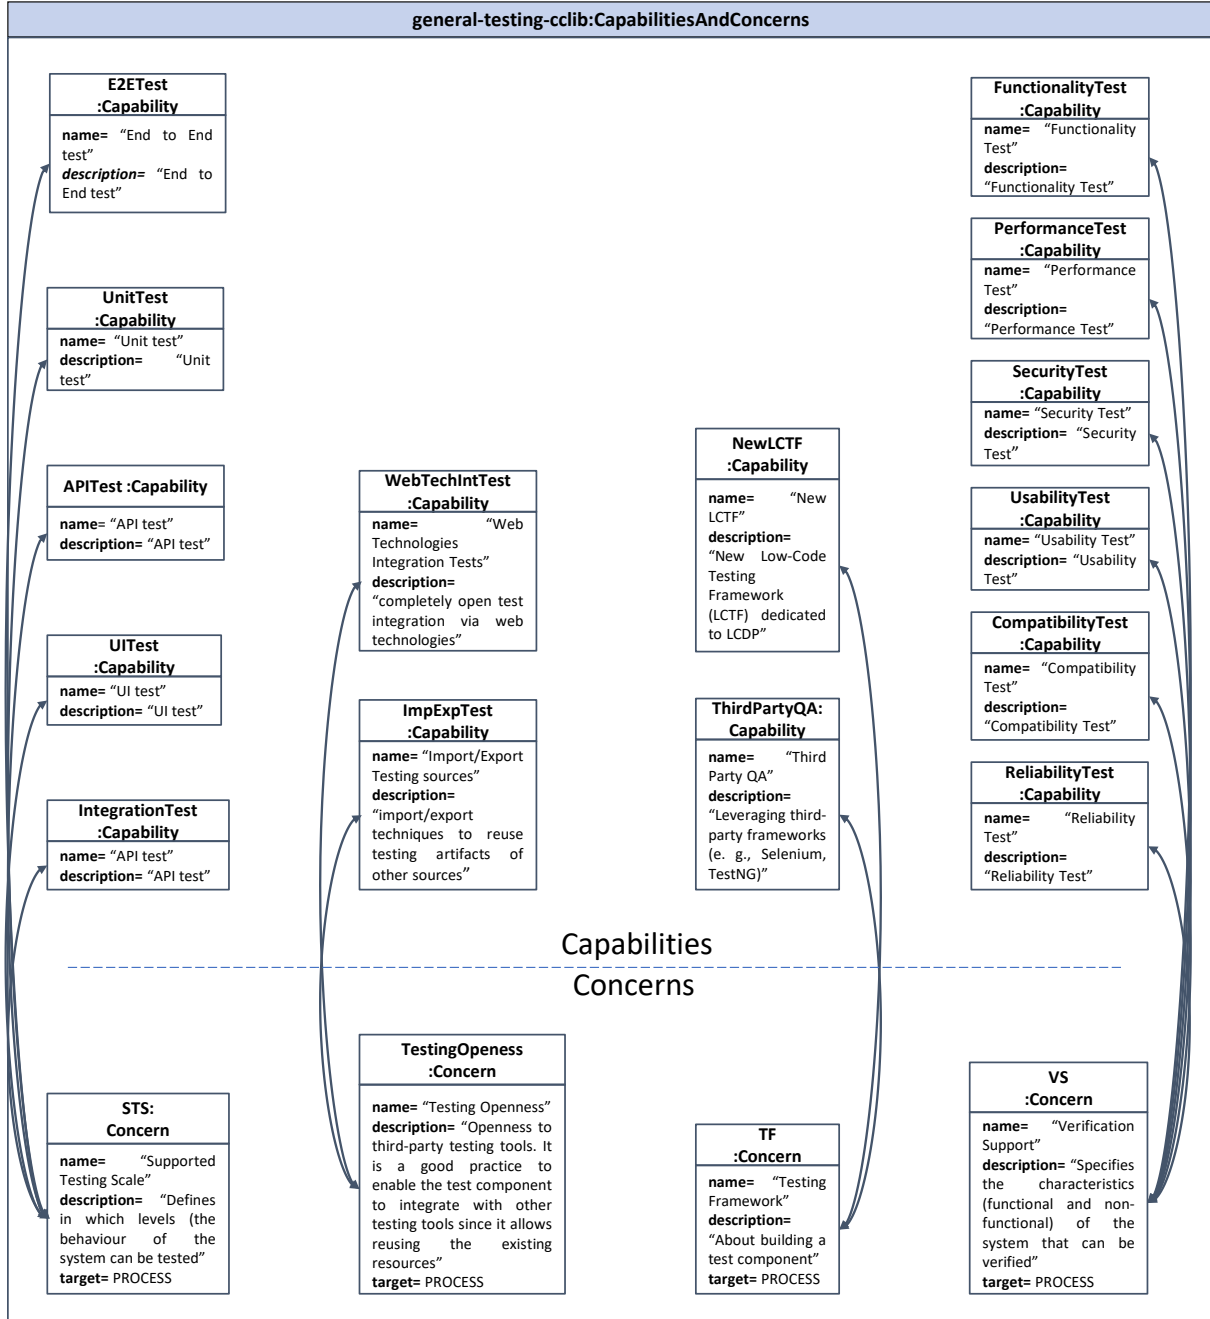 general-testing-cclib:CapabilitiesAndConcerns
E2ETest
:Capability
name= “End to End
test”
description= “End to
End test”
UnitTest
:Capability
name= “Unit test”
description= “Unit
test”
APITest :Capability
name= “API test”
description= “API test”
UITest
:Capability
name= “UI test”
description= “UI test”
IntegrationTest
:Capability
name= “API test”
description= “API test”
WebTechIntTest
:Capability
name= “Web
Technologies
Integration Tests”
description=
“completely open test
integration via web
technologies”
ImpExpTest
:Capability
name= “Import/Export
Testing sources”
description=
“import/export
techniques to reuse
testing artifacts of
other sources”
NewLCTF
:Capability
name= “New
LCTF”
description=
“New Low-Code
Testing
Framework
(LCTF) dedicated
to LCDP”
ThirdPartyQA:
Capability
name= “Third
Party QA”
description=
“Leveraging third-
party frameworks
(e. g., Selenium,
TestNG)”
FunctionalityTest
:Capability
name= “Functionality
Test”
description=
“Functionality Test”
PerformanceTest
:Capability
name= “Performance
Test”
description=
“Performance Test”
SecurityTest
:Capability
name= “Security Test”
description= “Security
Test”
UsabilityTest
:Capability
name= “Usability Test”
description= “Usability
Test”
CompatibilityTest
:Capability
name= “Compatibility
Test”
description=
“Compatibility Test”
ReliabilityTest
:Capability
name= “Reliability
Test”
description=
“Reliability Test”
Capabilities
Concerns
STS:
Concern
name= “Supported
Testing Scale”
description= “Defines
in which levels (the
behaviour of
the system can be tested”
target= PROCESS
TestingOpeness
:Concern
name= “Testing Openness”
description= “Openness to
third-party testing tools. It
is a good practice to
enable the test component
to integrate with other
testing tools since it allows
reusing the existing
resources”
target= PROCESS
TF
:Concern
name= “Testing
Framework”
description=
“About building a
test component”
target= PROCESS
VS
:Concern
name= “Verification
Support”
description= “Specifies
the characteristics
(functional and non-
functional) of the
system that can be
verified”
target= PROCESS